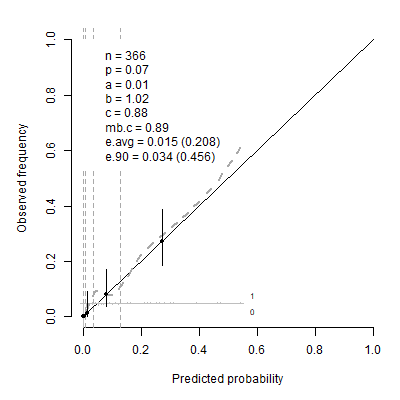 n = 366
p = 0.07
a = 0.01
b = 1.02
c = 0.88
mb.c = 0.89
e.avg = 0.015 (0.208)
e.90 = 0.034 (0.456)
Observed frequency
1.0
0.8
0.6
0.4
0.2
0.0
1
0
0.0 0.2 0.4 0.6 0.8 1.0
Predicted probability